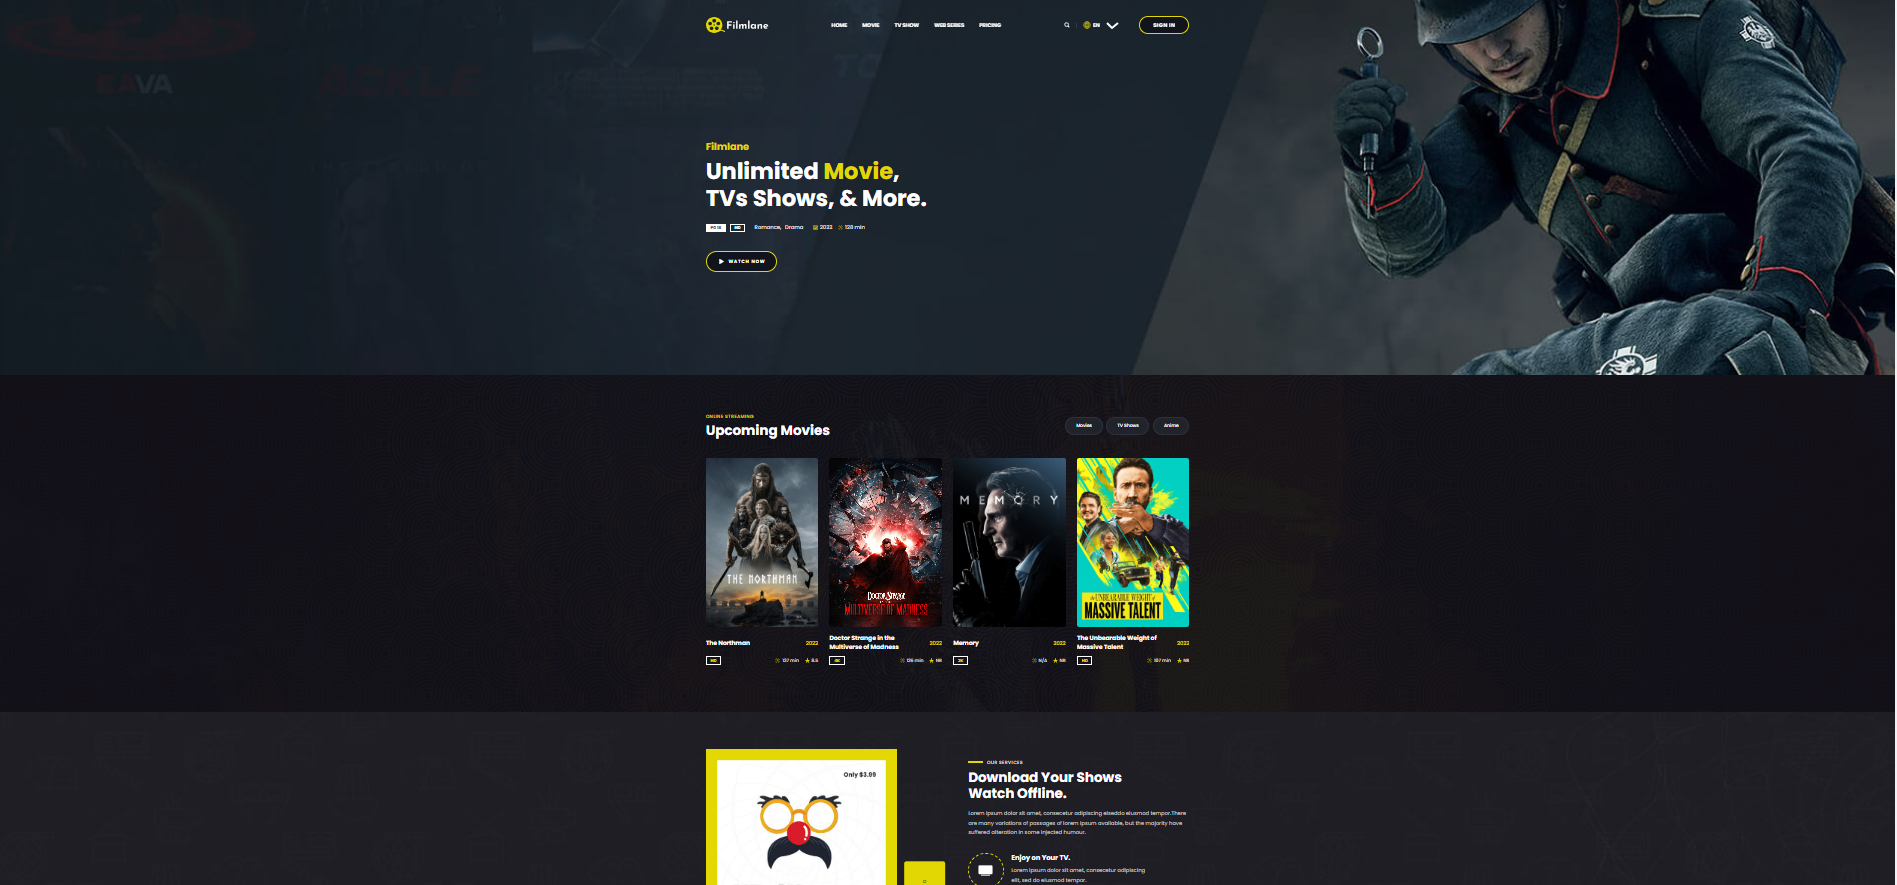 Filmlane
HOME MOVIE TV SHOW WEB SERIES PRICING
EN
SIGN IN
EAVA
ACKLE
Filmlane
Unlimited Movie,
TVs Shows, & More.
PG 18 HD Romance, Drama 2022 128 min
WATCH NOW
ONLINE STREAMING
Upcoming Movies
Movies TV Shows Anime
THE NORTHMAN
DOCTOR STRANGE
MULTIVERSE OF MADNESS
MEMORY
the UNBEARABLE WEIGHT of
MASSIVE TALENT
The Northman 2022
HD 137 min 8.5
Doctor Strange in the
Multiverse of Madness 2022
4K 126 min NR
Memory 2022
2K N/A NR
The Unbearable Weight of
Massive Talent 2022
HD 107 min NR
Only $3.99
OUR SERVICES
Download Your Shows
Watch Offline.
Lorem ipsum dolor sit amet, consecetur adipiscing elseddo eiusmod tempor.There
are many variations of passages of lorem Ipsum available, but the majority have
suffered alteration in some injected humour.
Enjoy on Your TV.
Lorem ipsum dolor sit amet, consectetur adipiscing
elit, sed do eiusmod tempor.